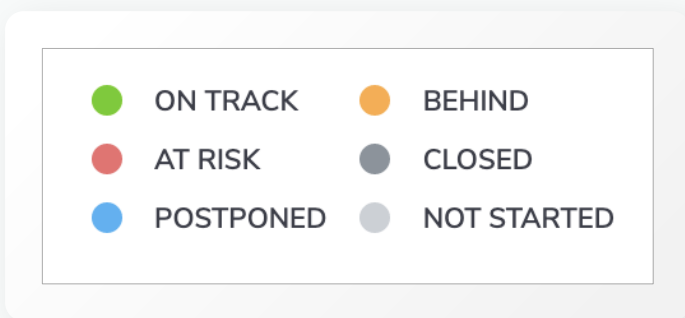 ON TRACK
BEHIND
AT RISK
CLOSED
POSTPONED
NOT STARTED